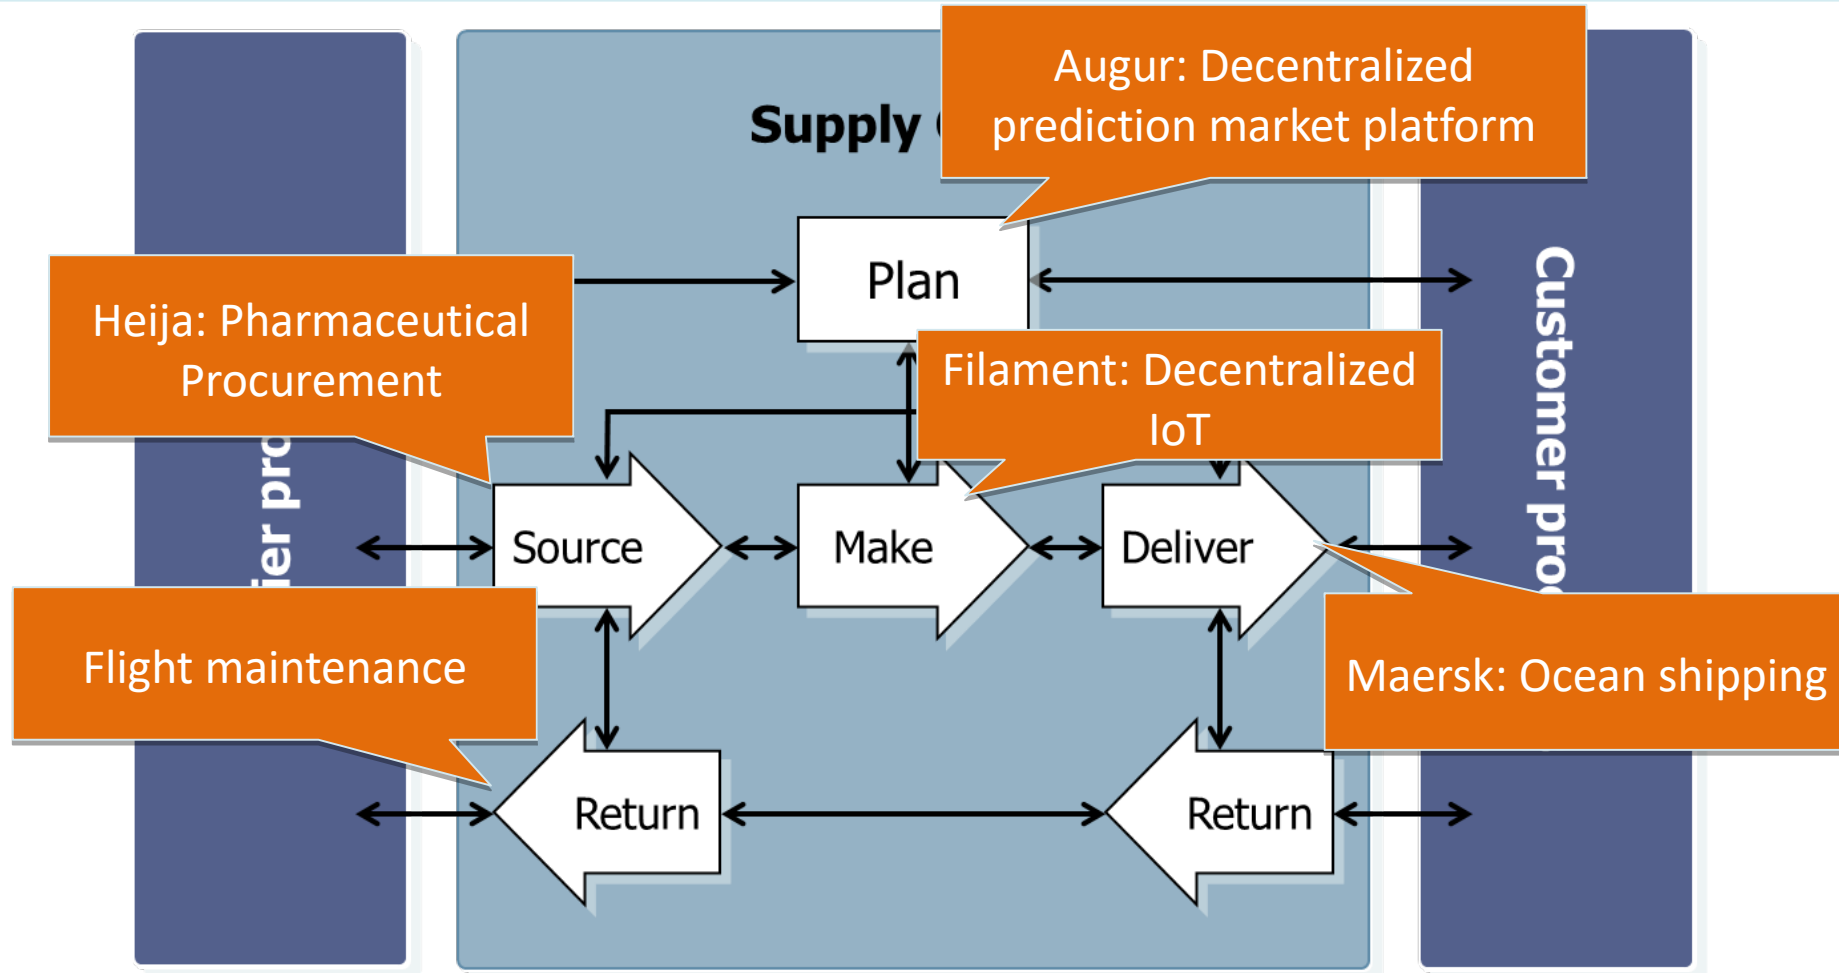 Augur: Decentralized
prediction market platform
Supply
Plan
Heija: Pharmaceutical
Procurement
Filament: Decentralized
IoT
Customer
Source
Make
Deliver
Flight maintenance
Maersk: Ocean shipping
Return
Return